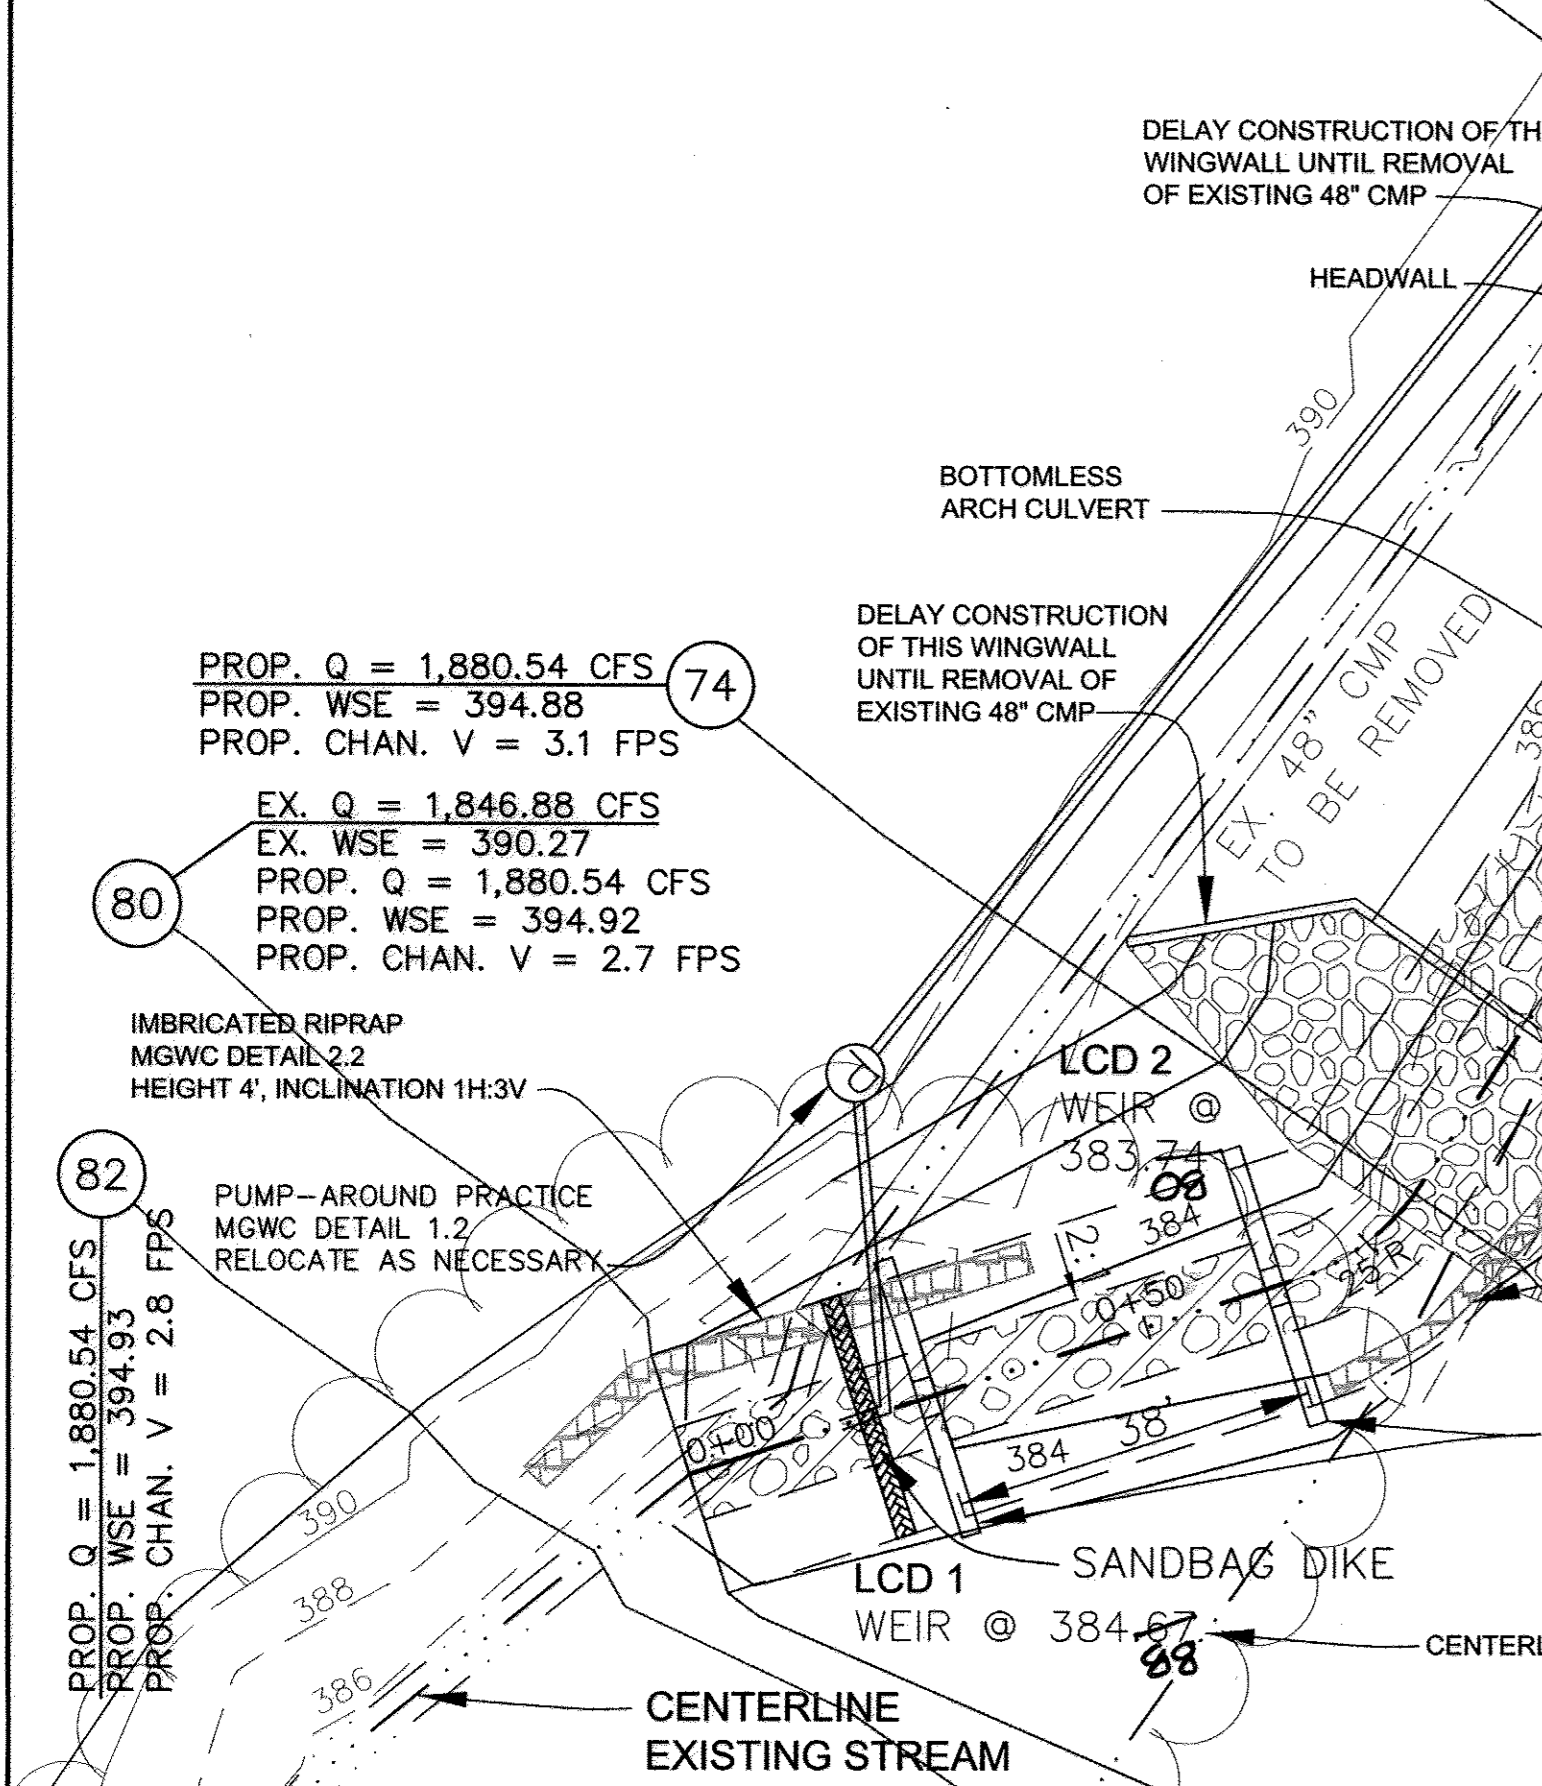 DELAY CONSTRUCTION OF TH
WINGWALL UNTIL REMOVAL
OF EXISTING 48" CMP
HEADWALL
390
BOTTOMLESS
ARCH CULVERT
DELAY CONSTRUCTION
OF THIS WINGWALL
UNTIL REMOVAL OF
EXISTING 48" CMP
EX. 48" CMP
TO BE REMOVED
386
PROP. Q = 1,880.54 CFS
PROP. WSE = 394.88
PROP. CHAN. V = 3.1 FPS
74
EX. Q = 1,846.88 CFS
EX. WSE = 390.27
PROP. Q = 1,880.54 CFS
PROP. WSE = 394.92
PROP. CHAN. V = 2.7 FPS
80
IMBRICATED RIPRAP
MGWC DETAIL 2.2
HEIGHT 4', INCLINATION 1H:3V
P
LCD 2
WEIR @
383.74
80
384
2:1
0+50
25'R
82
PROP. Q = 1,880.54 CFS
PROP. WSE = 394.93
PROP. CHAN. V = 2.8 FPS
PUMP-AROUND PRACTICE
MGWC DETAIL 1.2
RELOCATE AS NECESSARY
0+00
384
38'
SANDBAG DIKE
LCD 1
WEIR @ 384.67
88
CENTERL
390
388
386
CENTERLINE
EXISTING STREAM